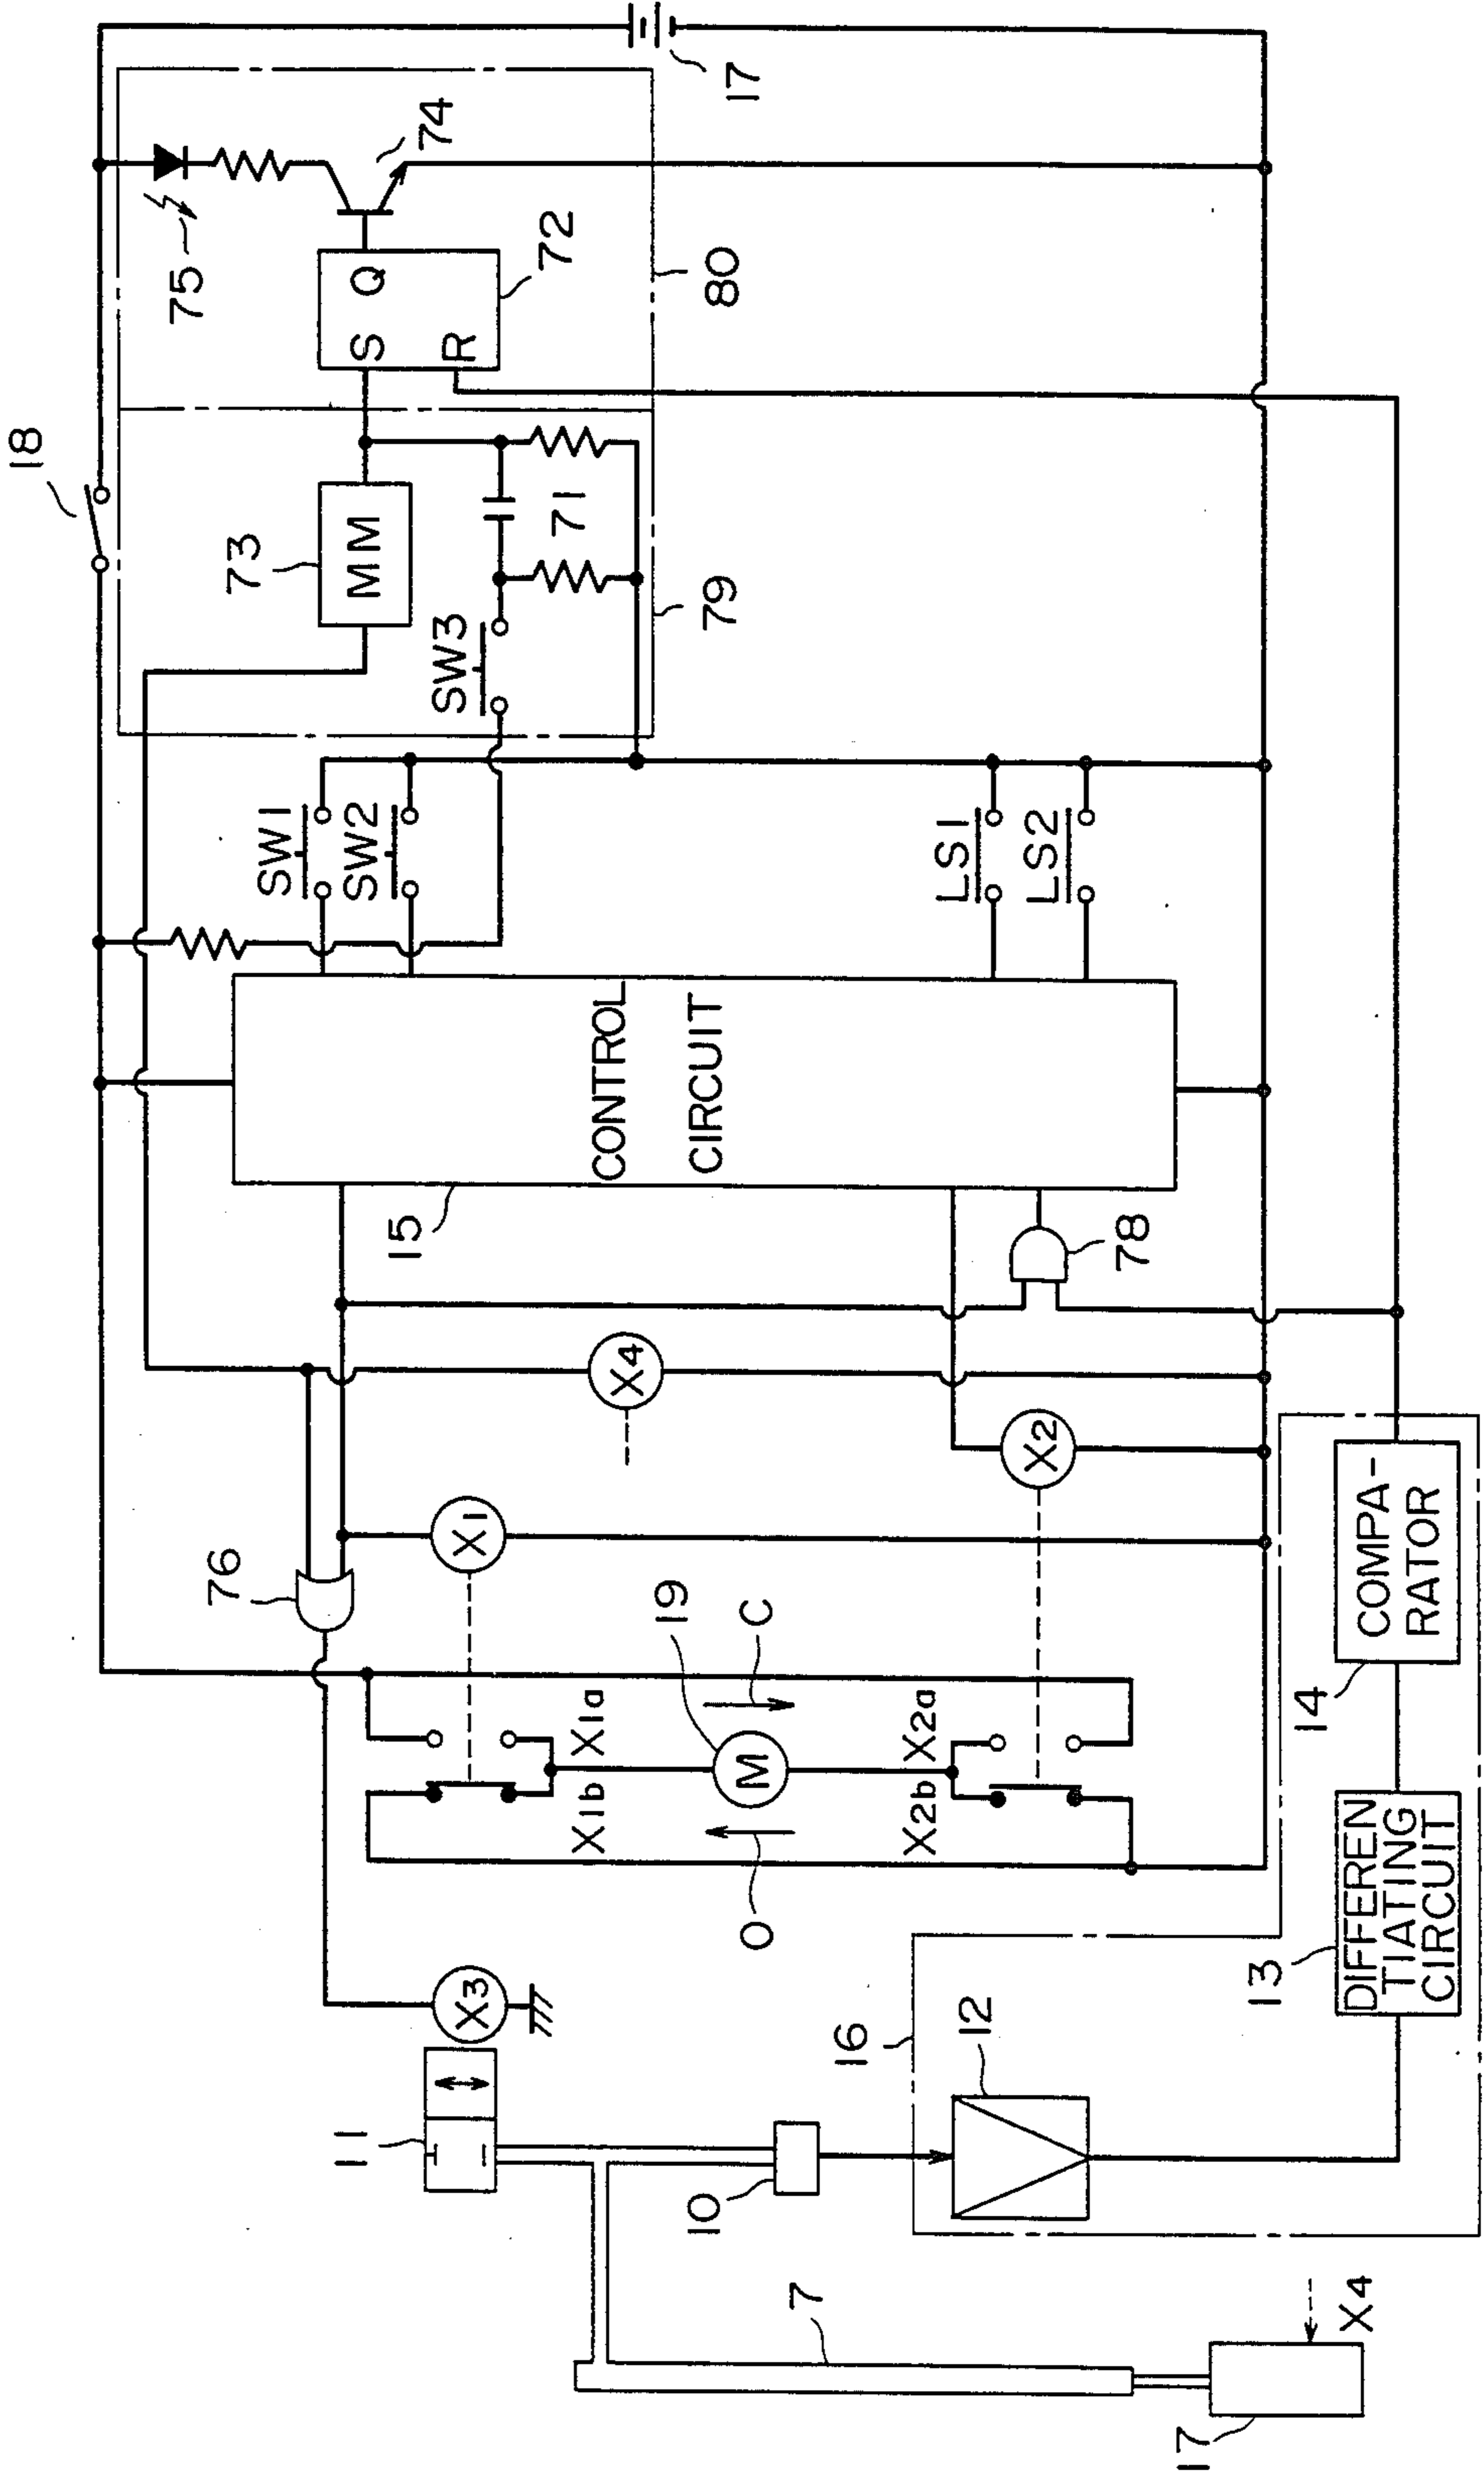 17
18
75
74
72
Q
S
R
80
73
MM
71
SW3
79
SW1
SW2
LS1
LS2
CONTROL
CIRCUIT
15
78
X4
X2
X1
76
19
C
M
X1a
X1b
X2a
X2b
O
14
COMPA-
RATOR
13
DIFFEREN
TIATING
CIRCUIT
X3
11
16
12
10
7
17
X4